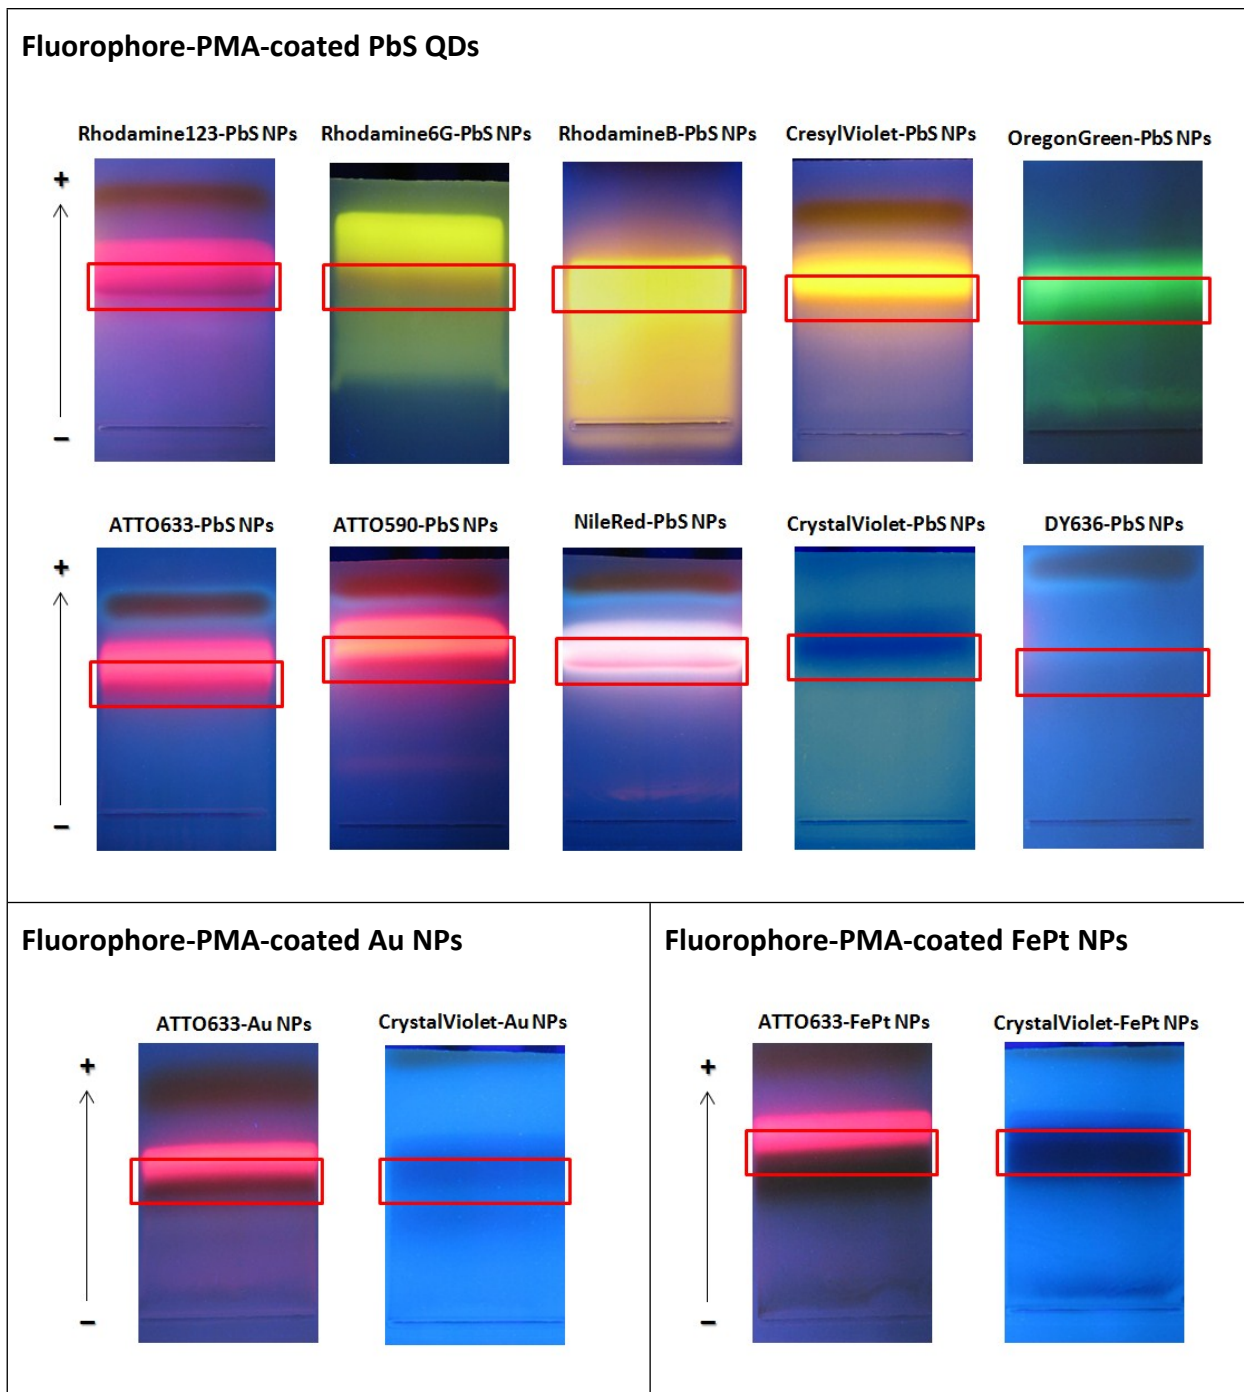 Fluorophore-PMA-coated PbS QDs
Rhodamine123-PbS NPs Rhodamine6G-PbS NPs RhodamineB-PbS NPs CresylViolet-PbS NPs OregonGreen-PbS NPs
+
–
ATTO633-PbS NPs ATTO590-PbS NPs NileRed-PbS NPs CrystalViolet-PbS NPs DY636-PbS NPs
+
–
Fluorophore-PMA-coated Au NPs
ATTO633-Au NPs CrystalViolet-Au NPs
+
–
Fluorophore-PMA-coated FePt NPs
ATTO633-FePt NPs CrystalViolet-FePt NPs
+
–